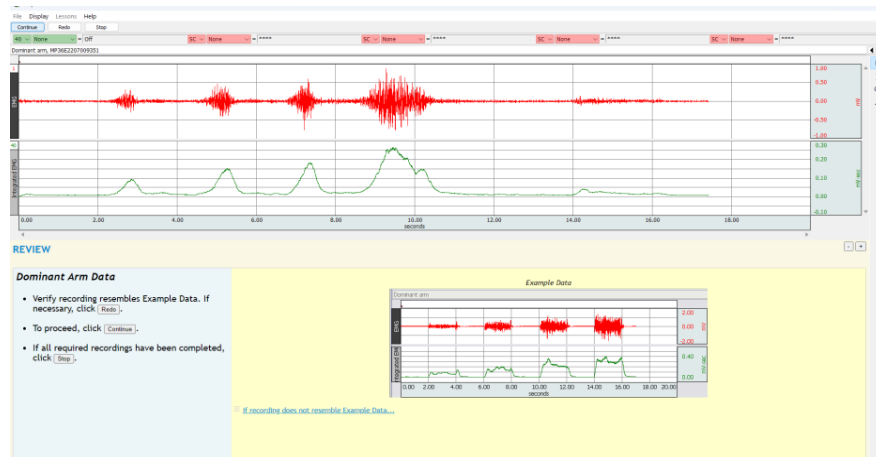 File Display Lessons Help
Continue Redo Stop
40 None = Off SC None = **** SC None = **** SC None = **** SC None = ****
Dominant arm, MP36E2207009351
1.00
0.50
0.00
-0.50
-1.00
EMG
mV
40
0.30
0.20
0.10
0.00
-0.10
Integrated EMG
mV-sec
0.00 2.00 4.00 6.00 8.00 10.00 12.00 14.00 16.00 18.00
seconds
REVIEW
Dominant Arm Data
• Verify recording resembles Example Data. If
necessary, click Redo.
• To proceed, click Continue.
• If all required recordings have been completed,
click Stop.
Example Data
Dominant arm
EMG
2.00
0.00
-2.00
mV
Integrated EM
0.40
0.00
0.00 2.00 4.00 6.00 8.00 10.00 12.00 14.00 16.00 18.00 20.00
seconds
If recording does not resemble Example Data...